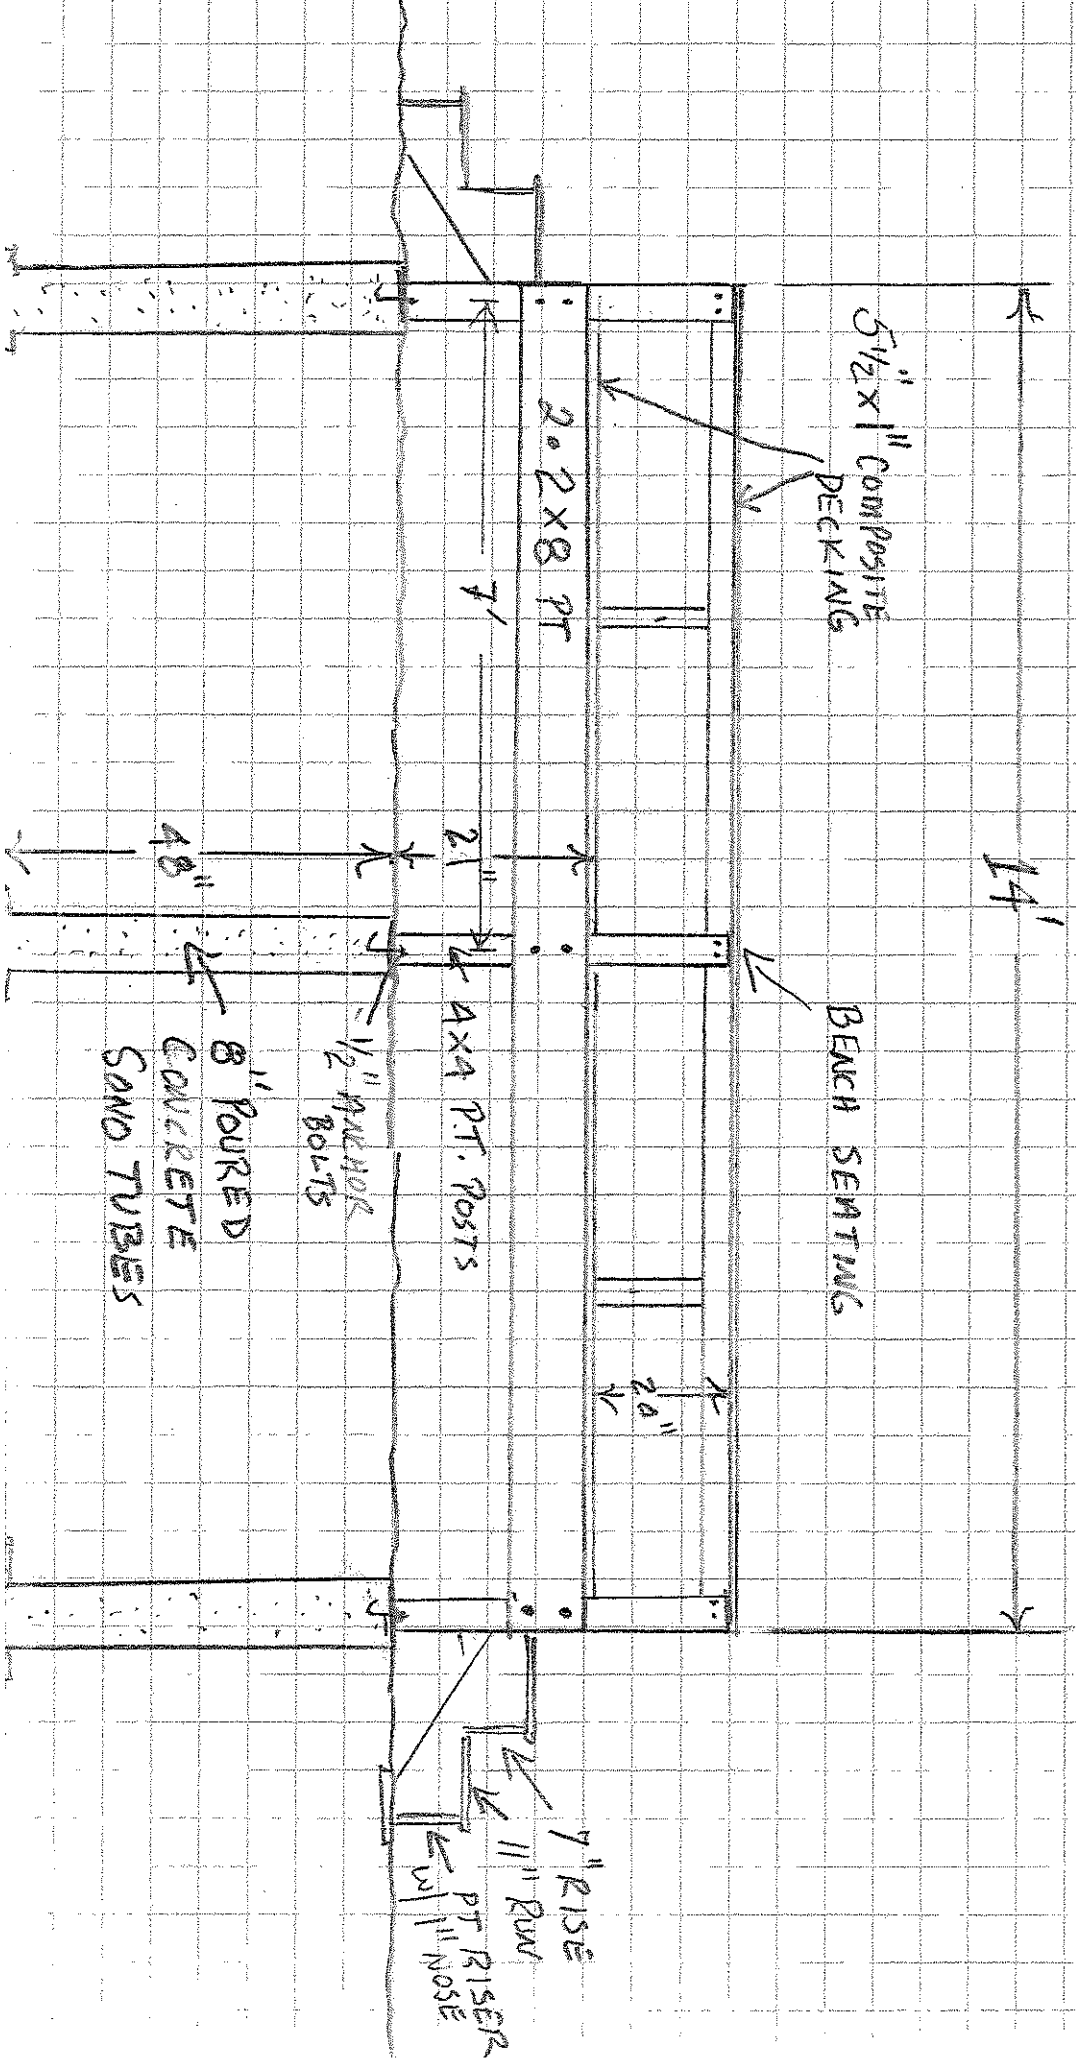 14'
5 1/2" x 1" COMPOSITE
DECKING
BENCH SEATING
20"
2-2x8 PT
7'
21"
4x4 P.T. POSTS
48"
1/2" ANCHOR
BOLTS
8" POURED
CONCRETE
SONO TUBES
7" RISE
11" RUN
PT RISER
W/ 1" NOSE